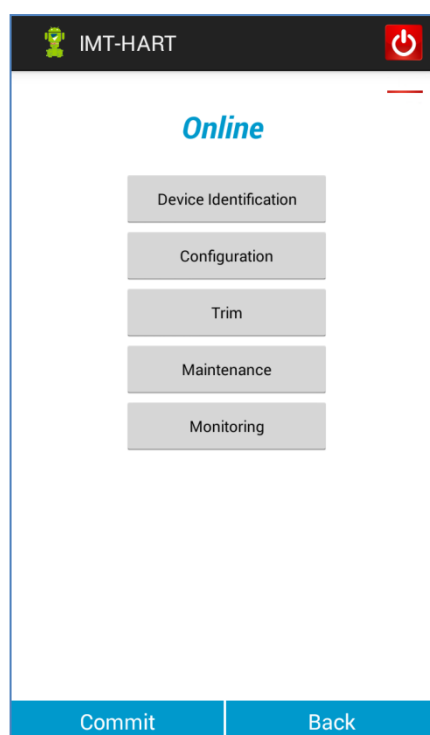 IMT-HART
Online
Device Identification
Configuration
Trim
Maintenance
Monitoring
Commit
Back